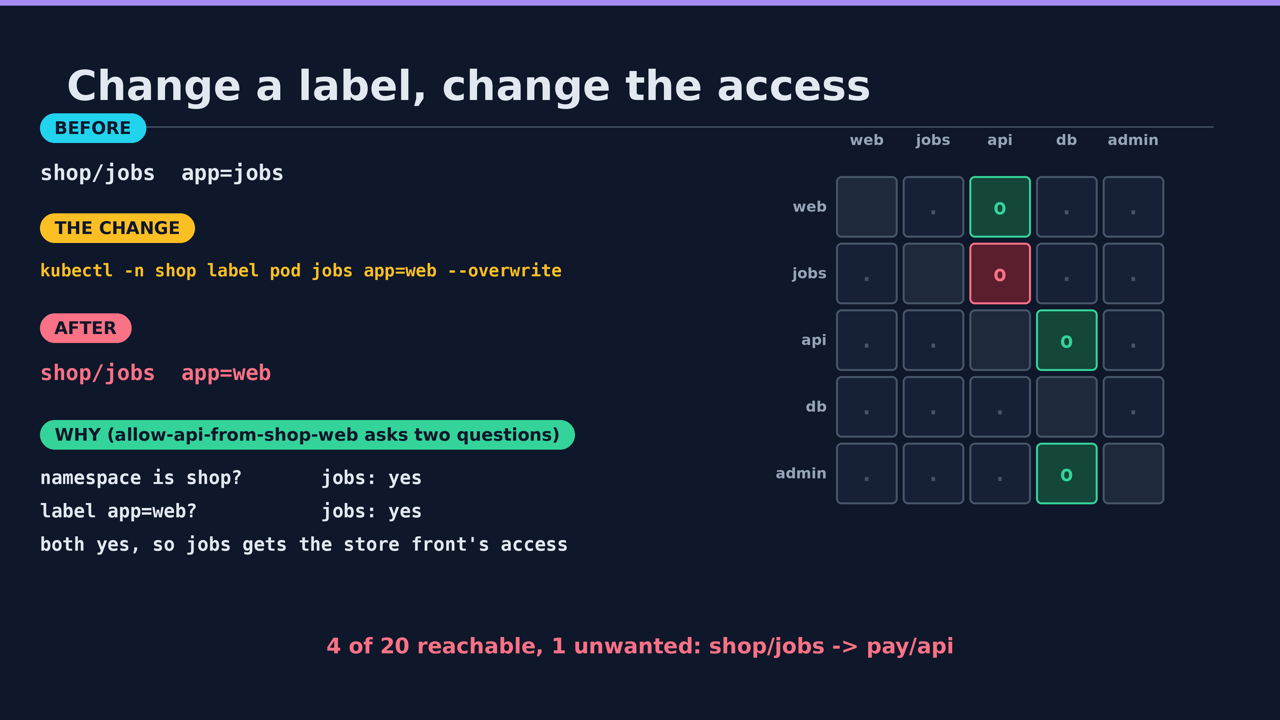 Change a label, change the access
BEFORE
shop/jobs  app=jobs
THE CHANGE
kubectl -n shop label pod jobs app=web --overwrite
AFTER
shop/jobs  app=web
WHY (allow-api-from-shop-web asks two questions)
namespace is shop?      jobs: yes
label app=web?          jobs: yes
both yes, so jobs gets the store front's access
web jobs api db admin
web . o . .
jobs . o . .
api . . o .
db . . . .
admin . . . o
4 of 20 reachable, 1 unwanted: shop/jobs -> pay/api